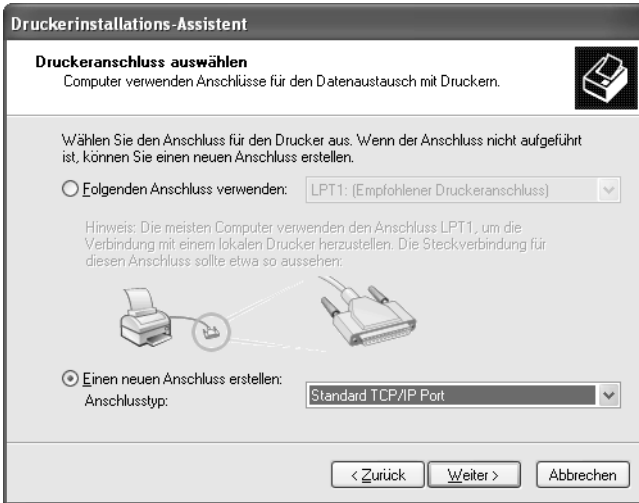 Druckerinstallations-Assistent
Druckeranschluss auswählen
Computer verwenden Anschlüsse für den Datenaustausch mit Druckern.
Wählen Sie den Anschluss für den Drucker aus. Wenn der Anschluss nicht aufgeführt
ist, können Sie einen neuen Anschluss erstellen.
Folgenden Anschluss verwenden: LPT1: (Empfohlener Druckeranschluss)
Hinweis: Die meisten Computer verwenden den Anschluss LPT1, um die
Verbindung mit einem lokalen Drucker herzustellen. Die Steckverbindung für
diesen Anschluss sollte etwa so aussehen:
Einen neuen Anschluss erstellen:
Anschlusstyp: Standard TCP/IP Port
< Zurück Weiter > Abbrechen